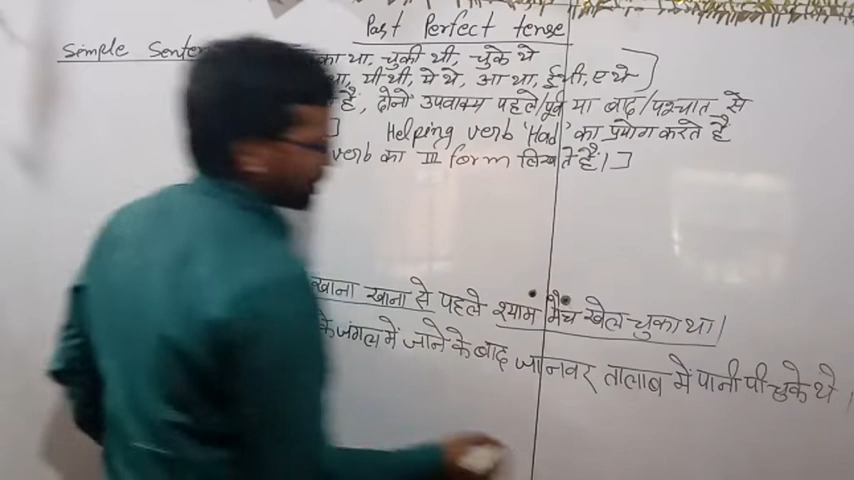 Past Perfect tense
Simple Senten
का था, चुकी थी, चुके थे
था, यी थी, ये थे, आ था, ई थी, ए थे
है, दोनों उपवाक्य पहले/पूर्व या बाद/पश्चात से
Helping verb 'Had' का प्रयोग करते है
verb का III form लिखते हैं।]
खाना खाना से पहले श्याम मैच खेल चुका था।
के जंगल में जाने के बाद जानवर तालाब में पानी पी चुके थे।